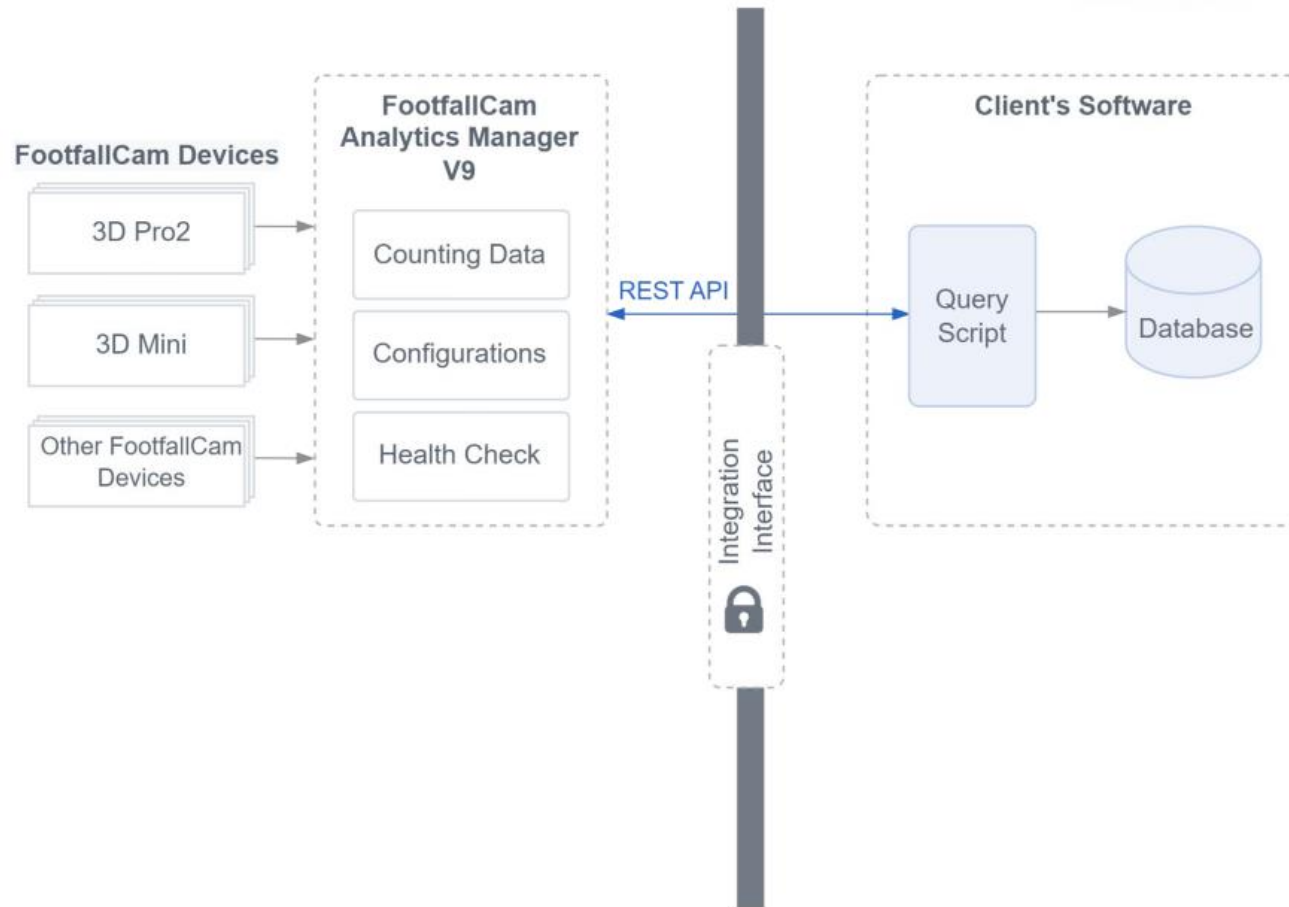 FootfallCam Devices
3D Pro2
3D Mini
Other FootfallCam
Devices
FootfallCam
Analytics Manager
V9
Counting Data
Configurations
Health Check
REST API
Integration
Interface
Client's Software
Query
Script
Database